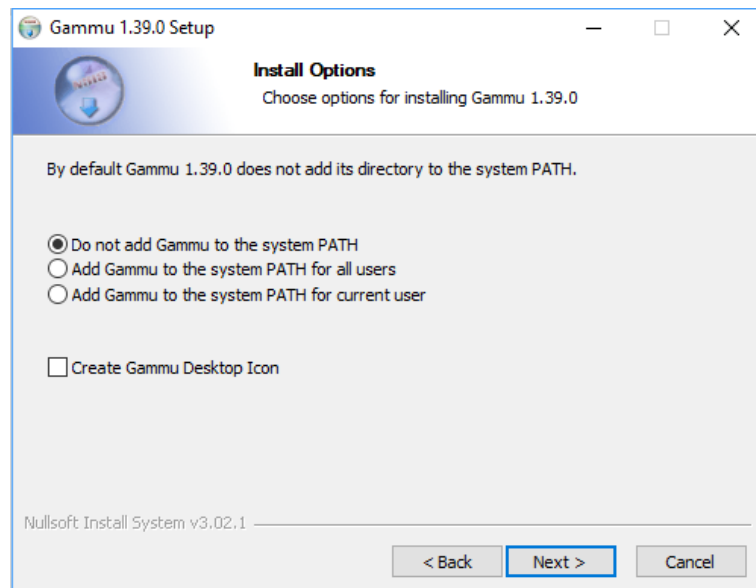 Gammu 1.39.0 Setup
Install Options
Choose options for installing Gammu 1.39.0
By default Gammu 1.39.0 does not add its directory to the system PATH.
Do not add Gammu to the system PATH
Add Gammu to the system PATH for all users
Add Gammu to the system PATH for current user
Create Gammu Desktop Icon
Nullsoft Install System v3.02.1
< Back Next > Cancel